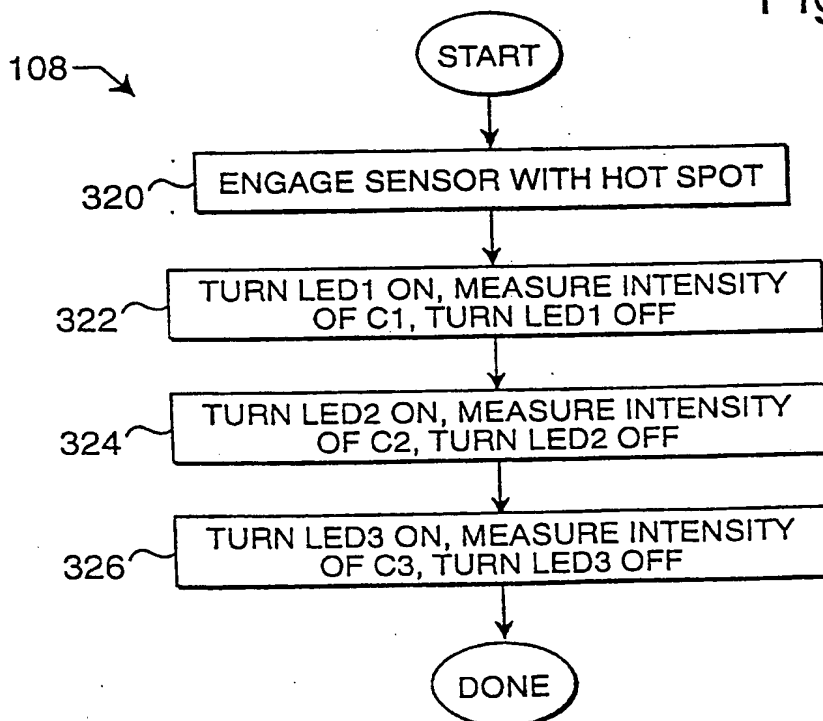 START
108
320
ENGAGE SENSOR WITH HOT SPOT
TURN LED1 ON, MEASURE INTENSITY
OF C1, TURN LED1 OFF
322
TURN LED2 ON, MEASURE INTENSITY
OF C2, TURN LED2 OFF
324
TURN LED3 ON, MEASURE INTENSITY
OF C3, TURN LED3 OFF
326
DONE